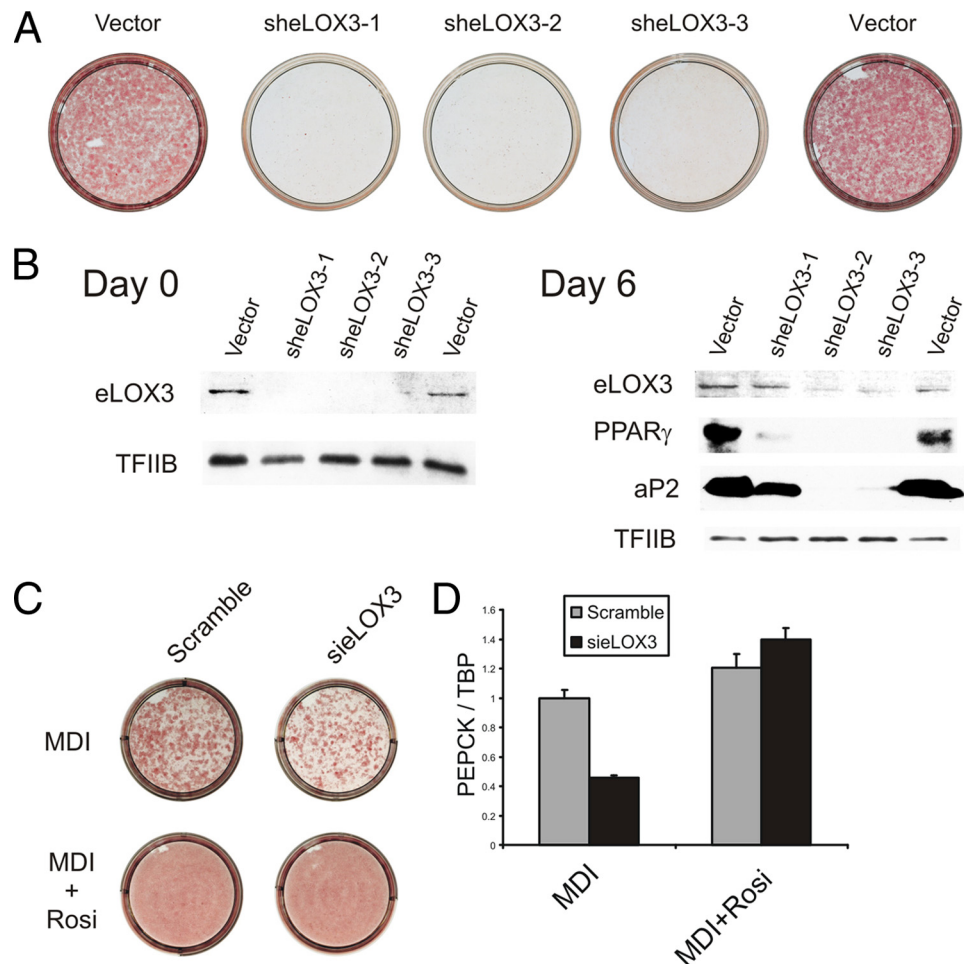 A
Vector sheLOX3-1 sheLOX3-2 sheLOX3-3 Vector
B
Day 0
Vector sheLOX3-1 sheLOX3-2 sheLOX3-3 Vector
eLOX3
TFIIB
Day 6
Vector sheLOX3-1 sheLOX3-2 sheLOX3-3 Vector
eLOX3
PPARγ
aP2
TFIIB
C
Scramble sieLOX3
MDI
MDI
+
Rosi
D
Scramble
sieLOX3
PEPCK / TBP
1.6
1.4
1.2
1
0.8
0.6
0.4
0.2
0
MDI MDI+Rosi